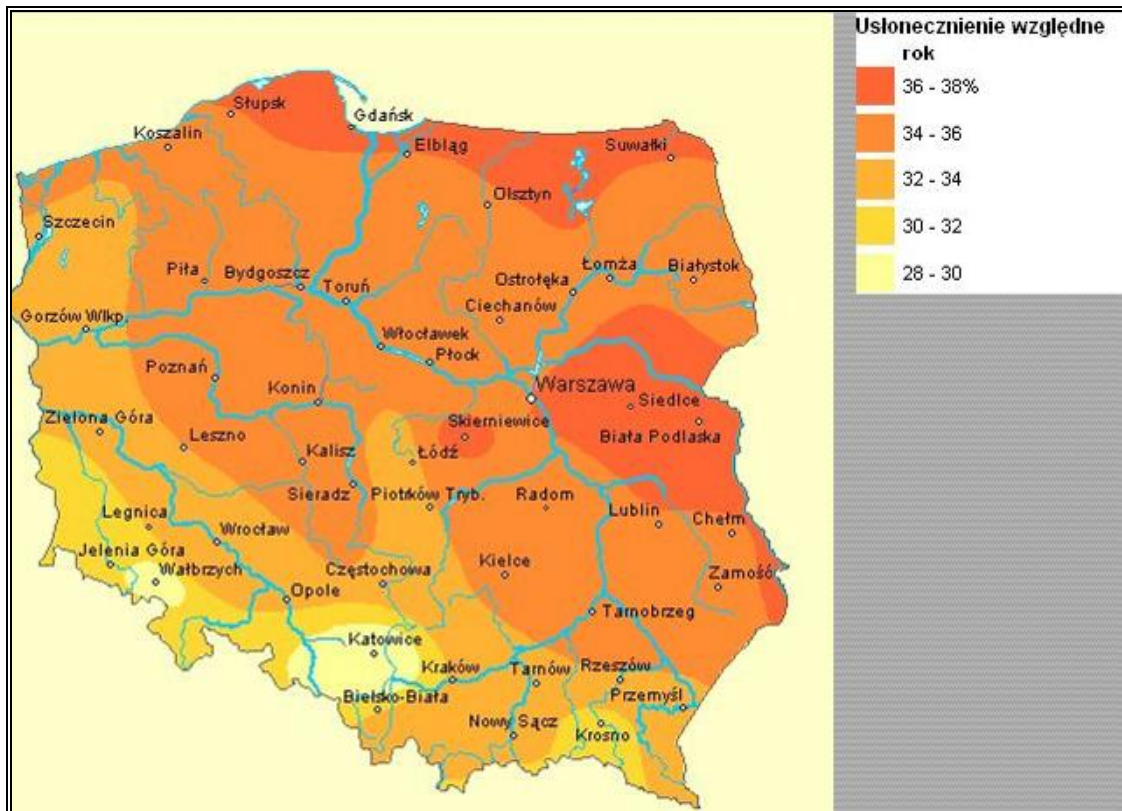 Usłonecznienie względne
rok
36 - 38%
34 - 36
32 - 34
30 - 32
28 - 30
Słupsk
Gdańsk
Koszalin
Elbląg
Suwałki
Olsztyn
Szczecin
Piła
Bydgoszcz
Toruń
Łomża
Białystok
Ostrołęka
Ciechanów
Gorzów Wlkp.
Włocławek
Płock
Poznań
Konin
Warszawa
Siedlce
Zielona Góra
Leszno
Skierniewice
Biała Podlaska
Kalisz
Łódź
Sieradz
Piotrków Tryb.
Radom
Lublin
Chełm
Legnica
Wrocław
Jelenia Góra
Wałbrzych
Częstochowa
Kielce
Zamość
Opole
Tarnobrzeg
Katowice
Kraków
Tarnów
Rzeszów
Bielsko-Biała
Przemyśl
Nowy Sącz
Krosno